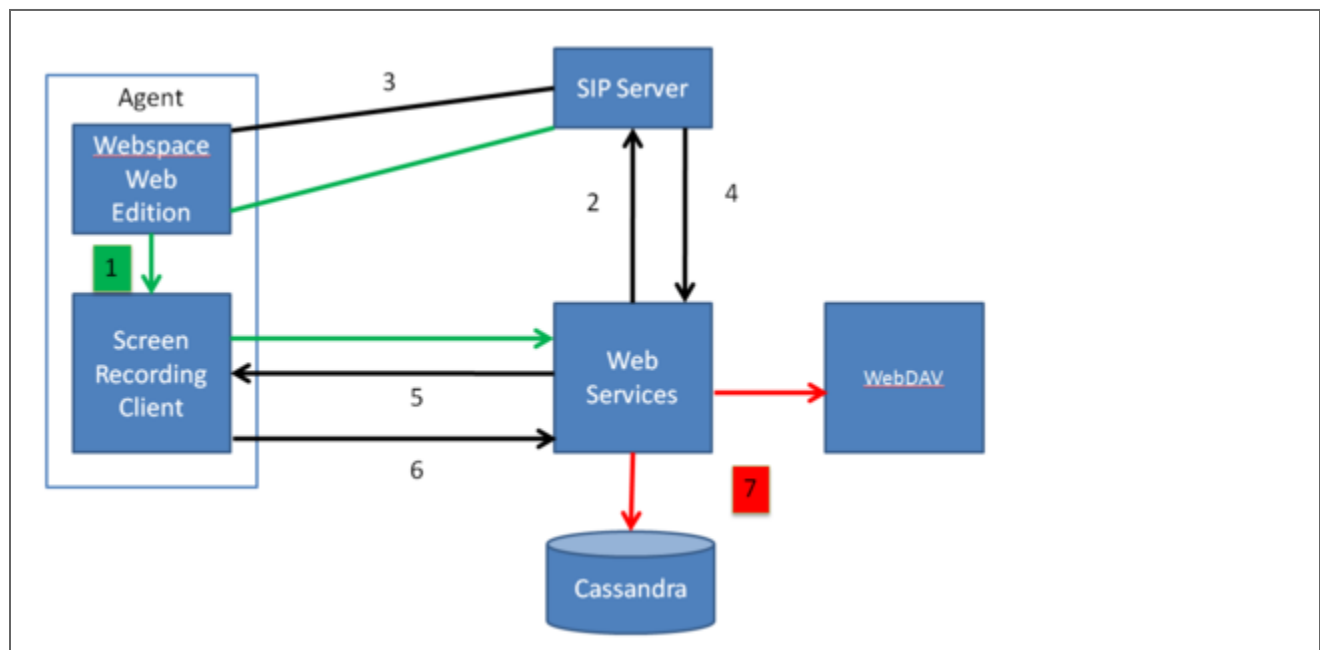 Agent
Webspace
Web
Edition
3
SIP Server
2
4
1
Screen
Recording
Client
5
6
Web
Services
WebDAV
7
Cassandra